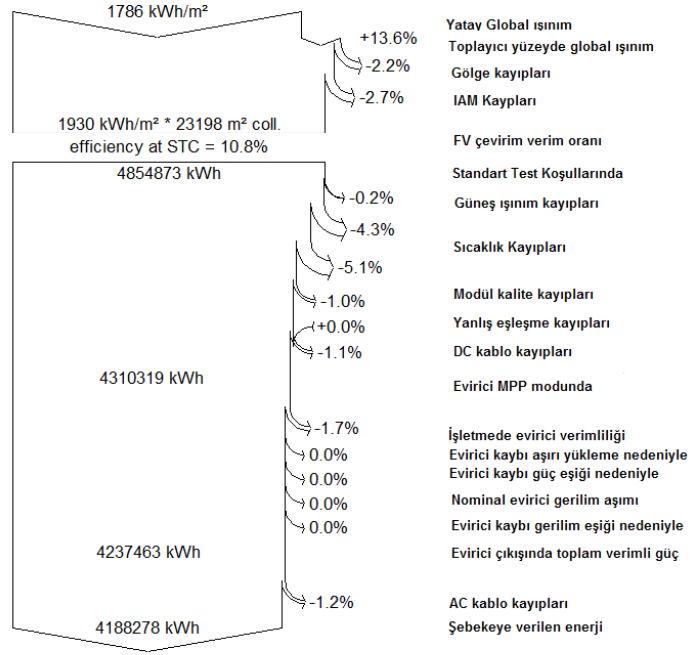 1786 kWh/m²
Yatay Global ışınım
+13.6%
Toplayıcı yüzeyde global ışınım
-2.2%
Gölge kayıpları
-2.7%
IAM Kaypları
1930 kWh/m² * 23198 m² coll.
efficiency at STC = 10.8%
FV çevirim verim oranı
4854873 kWh
Standart Test Koşullarında
-0.2%
Güneş ışınım kayıpları
-4.3%
Sıcaklık Kayıpları
-5.1%
-1.0%
Modül kalite kayıpları
+0.0%
Yanlış eşleşme kayıpları
-1.1%
DC kablo kayıpları
4310319 kWh
Evirici MPP modunda
-1.7%
İşletmede evirici verimliliği
0.0%
Evirici kaybı aşırı yükleme nedeniyle
0.0%
Evirici kaybı güç eşiği nedeniyle
0.0%
Nominal evirici gerilim aşımı
0.0%
Evirici kaybı gerilim eşiği nedeniyle
4237463 kWh
Evirici çıkışında toplam verimli güç
-1.2%
AC kablo kayıpları
4188278 kWh
Şebekeye verilen enerji